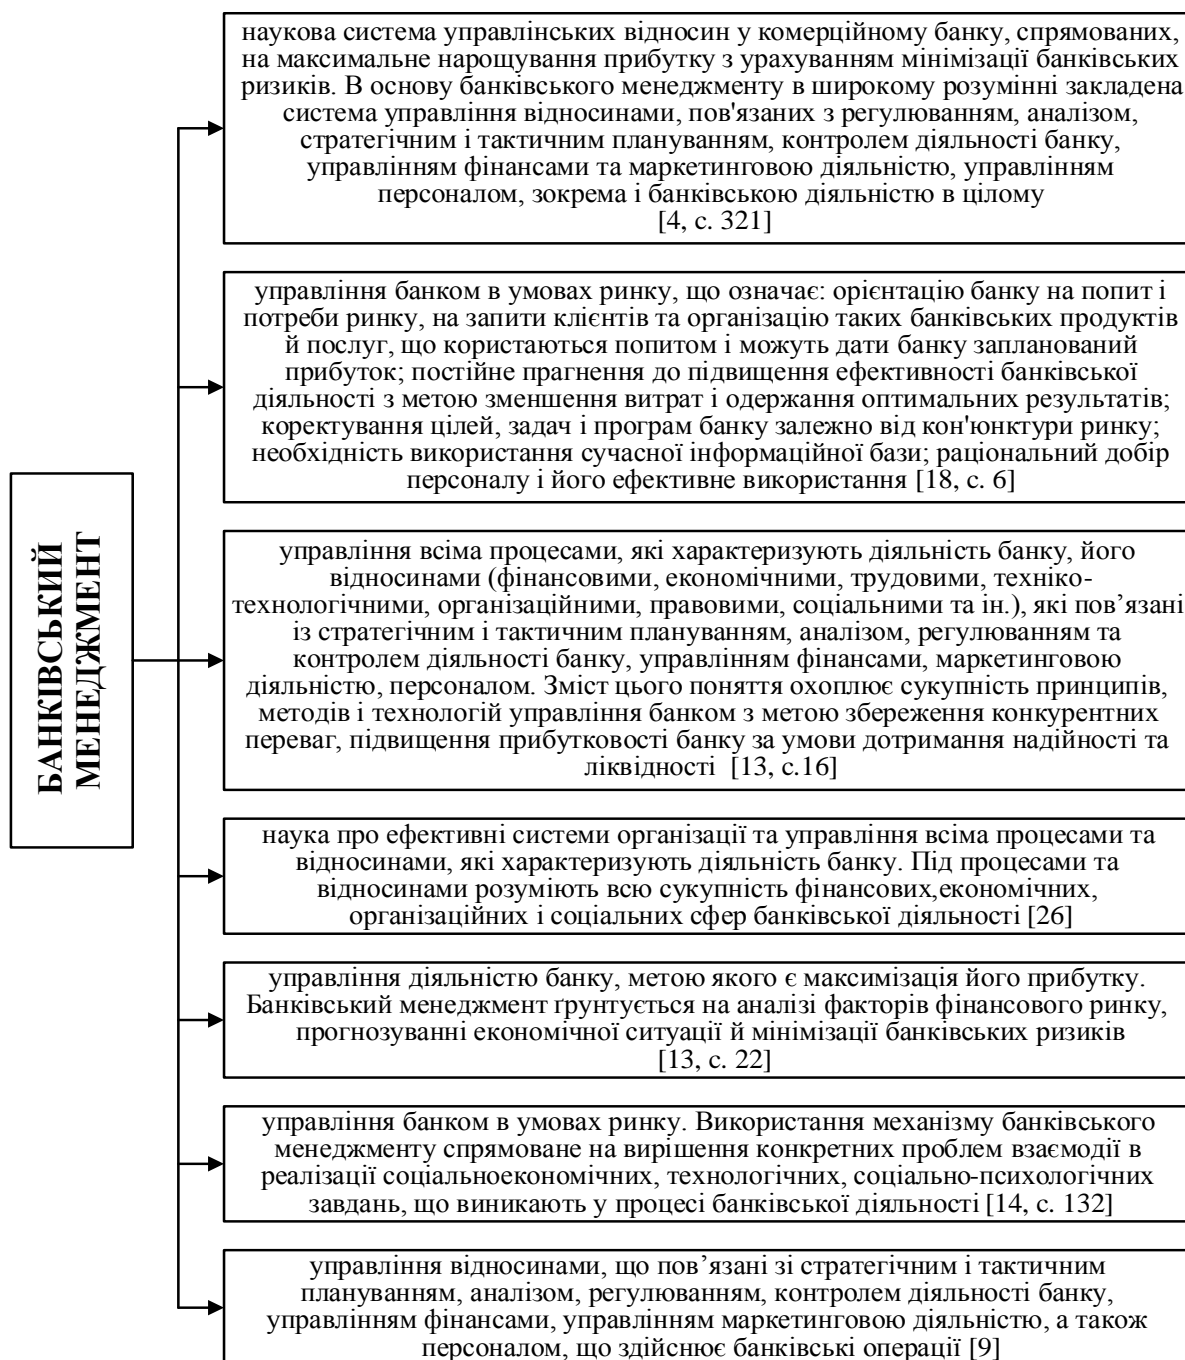 наукова система управлінських відносин у комерційному банку, спрямованих,
на максимальне нарощування прибутку з урахуванням мінімізації банківських
ризиків. В основу банківського менеджменту в широкому розумінні закладена
система управління відносинами, пов'язаних з регулюванням, аналізом,
стратегічним і тактичним плануванням, контролем діяльності банку,
управлінням фінансами та маркетинговою діяльністю, управлінням
персоналом, зокрема і банківською діяльністю в цілому
[4, с. 321]
управління банком в умовах ринку, що означає: орієнтацію банку на попит і
потреби ринку, на запити клієнтів та організацію таких банківських продуктів
й послуг, що користаються попитом і можуть дати банку запланований
прибуток; постійне прагнення до підвищення ефективності банківської
діяльності з метою зменшення витрат і одержання оптимальних результатів;
коректування цілей, задач і програм банку залежно від кон'юнктури ринку;
необхідність використання сучасної інформаційної бази; раціональний добір
персоналу і його ефективне використання [18, с. 6]
БАНКІВСЬКИЙ
МЕНЕДЖМЕНТ
управління всіма процесами, які характеризують діяльність банку, його
відносинами (фінансовими, економічними, трудовими, техніко-
технологічними, організаційними, правовими, соціальними та ін.), які пов’язані
із стратегічним і тактичним плануванням, аналізом, регулюванням та
контролем діяльності банку, управлінням фінансами, маркетинговою
діяльністю, персоналом. Зміст цього поняття охоплює сукупність принципів,
методів і технологій управління банком з метою збереження конкурентних
переваг, підвищення прибутковості банку за умови дотримання надійності та
ліквідності [13, с.16]
наука про ефективні системи організації та управління всіма процесами та
відносинами, які характеризують діяльність банку. Під процесами та
відносинами розуміють всю сукупність фінансових,економічних,
організаційних і соціальних сфер банківської діяльності [26]
управління діяльністю банку, метою якого є максимізація його прибутку.
Банківський менеджмент ґрунтується на аналізі факторів фінансового ринку,
прогнозуванні економічної ситуації й мінімізації банківських ризиків
[13, с. 22]
управління банком в умовах ринку. Використання механізму банківського
менеджменту спрямоване на вирішення конкретних проблем взаємодії в
реалізації соціальноекономічних, технологічних, соціально-психологічних
завдань, що виникають у процесі банківської діяльності [14, с. 132]
управління відносинами, що пов’язані зі стратегічним і тактичним
плануванням, аналізом, регулюванням, контролем діяльності банку,
управлінням фінансами, управлінням маркетинговою діяльністю, а також
персоналом, що здійснює банківські операції [9]